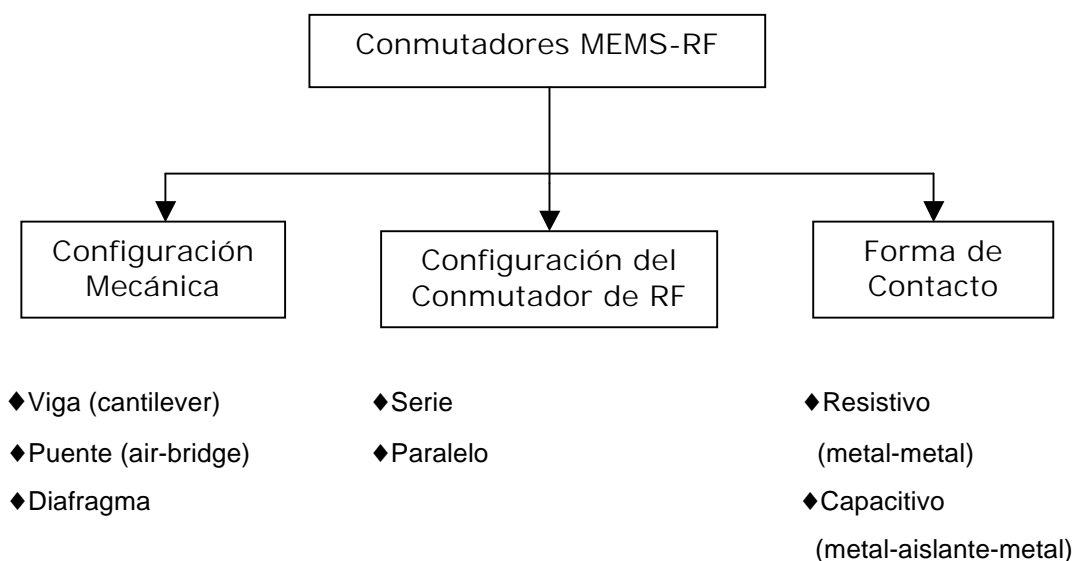 Conmutadores MEMS-RF
Configuración
Mecánica
Configuración del
Conmutador de RF
Forma de
Contacto
♦Viga (cantilever)
♦Puente (air-bridge)
♦Diafragma
♦Serie
♦Paralelo
♦Resistivo
(metal-metal)
♦Capacitivo
(metal-aislante-metal)